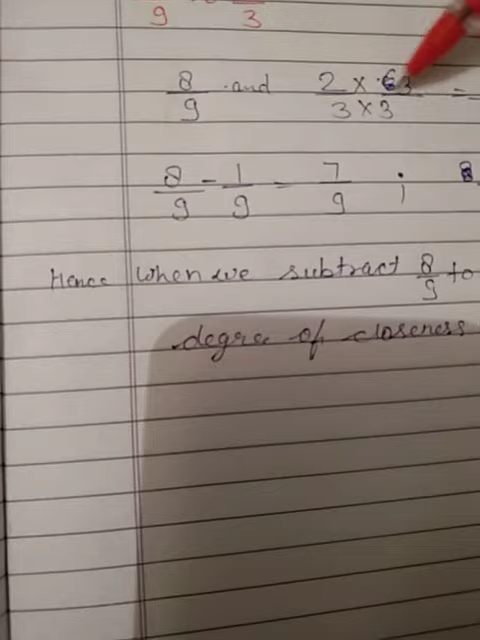 9 3
8/9 and 2 × 3 / 3 × 3 =
8/9 - 1/9 = 7/9 ; 8
Hence when we subtract 8/9 to
degree of closeness